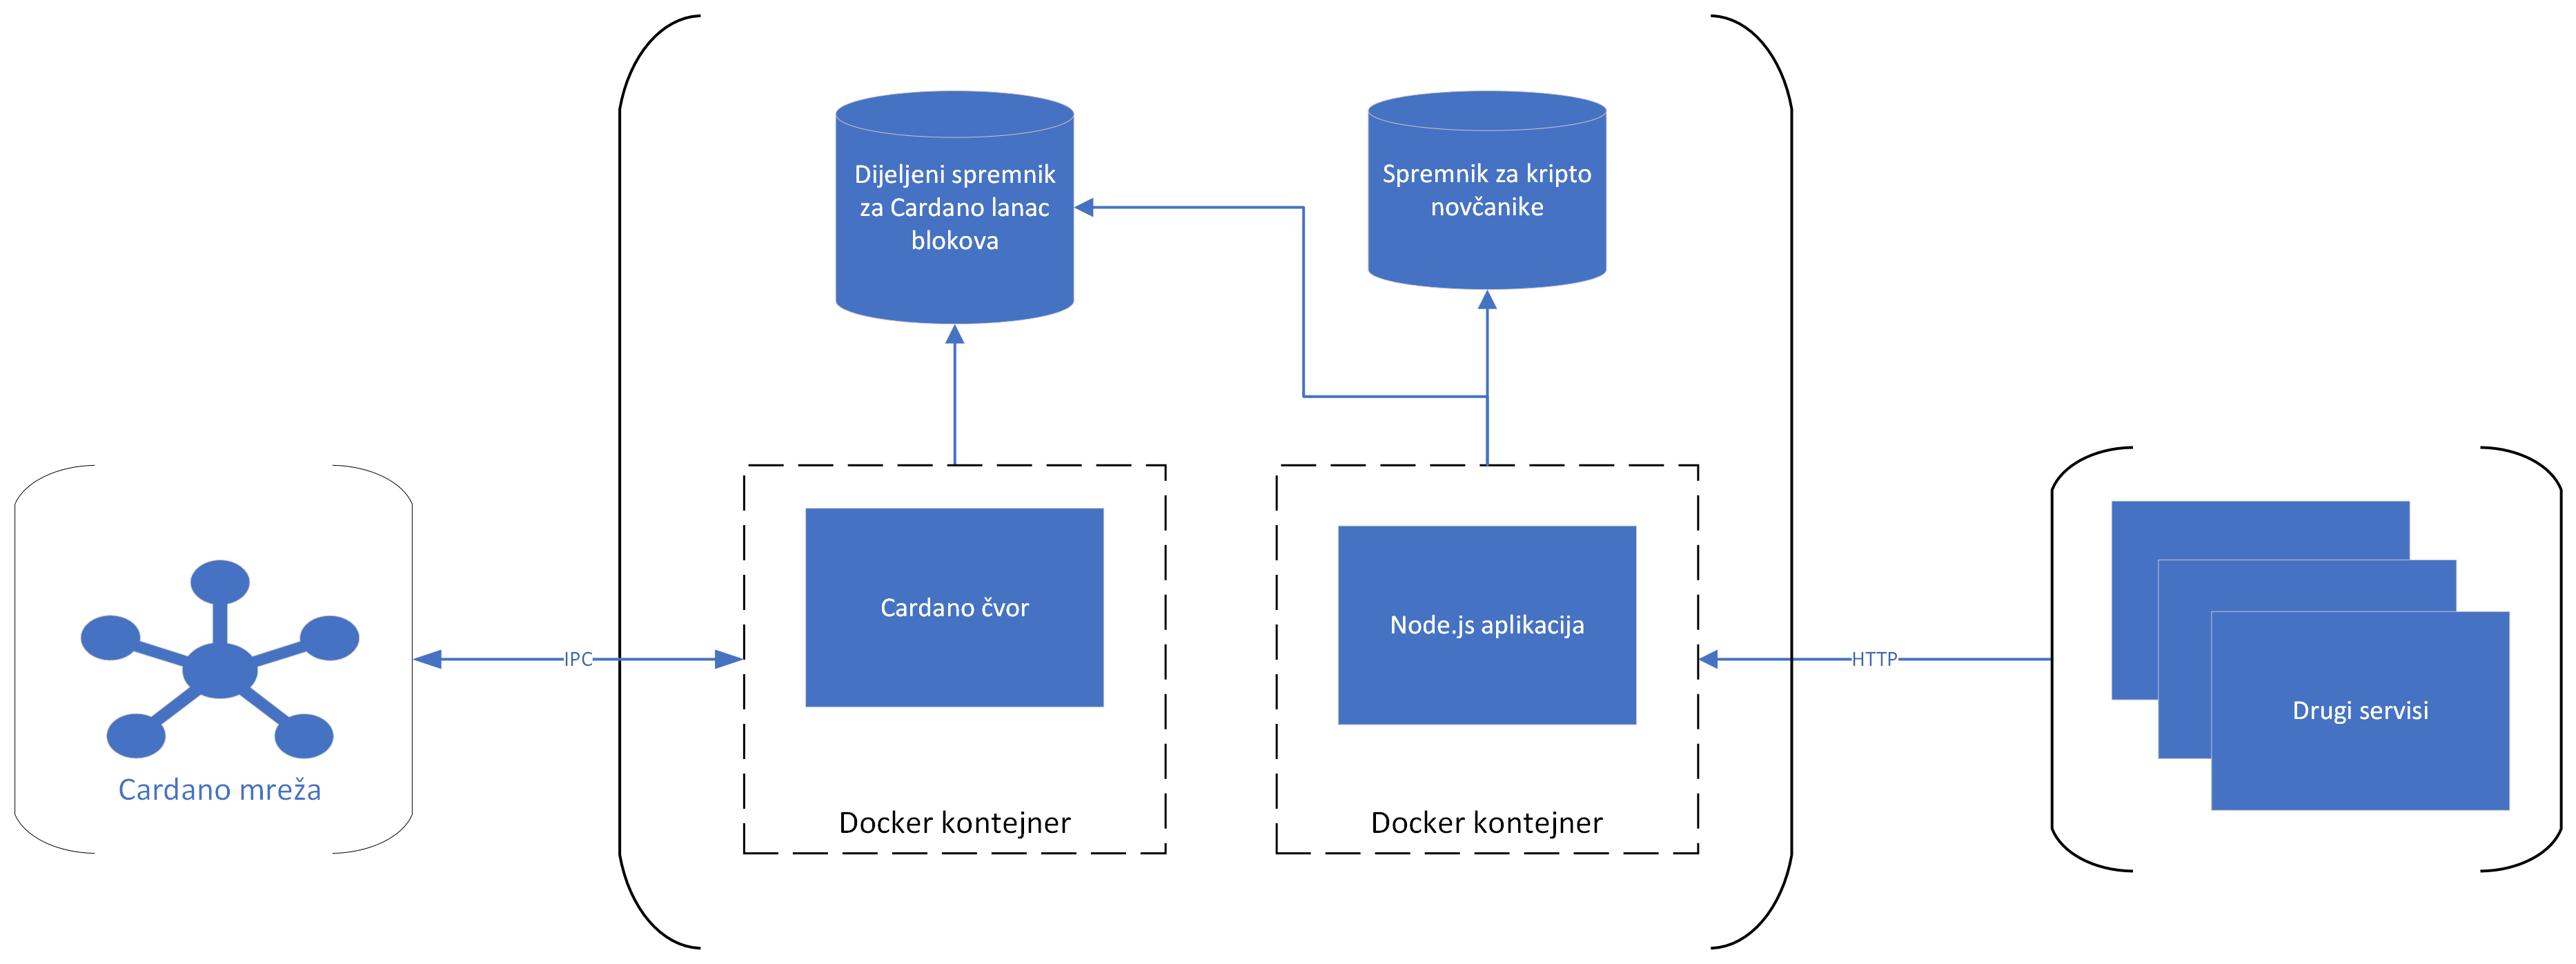 Dijeljeni spremnik
za Cardano lanac
blokova
Spremnik za kripto
novčanike
Cardano čvor
Node.js aplikacija
IPC
HTTP
Drugi servisi
Cardano mreža
Docker kontejner
Docker kontejner